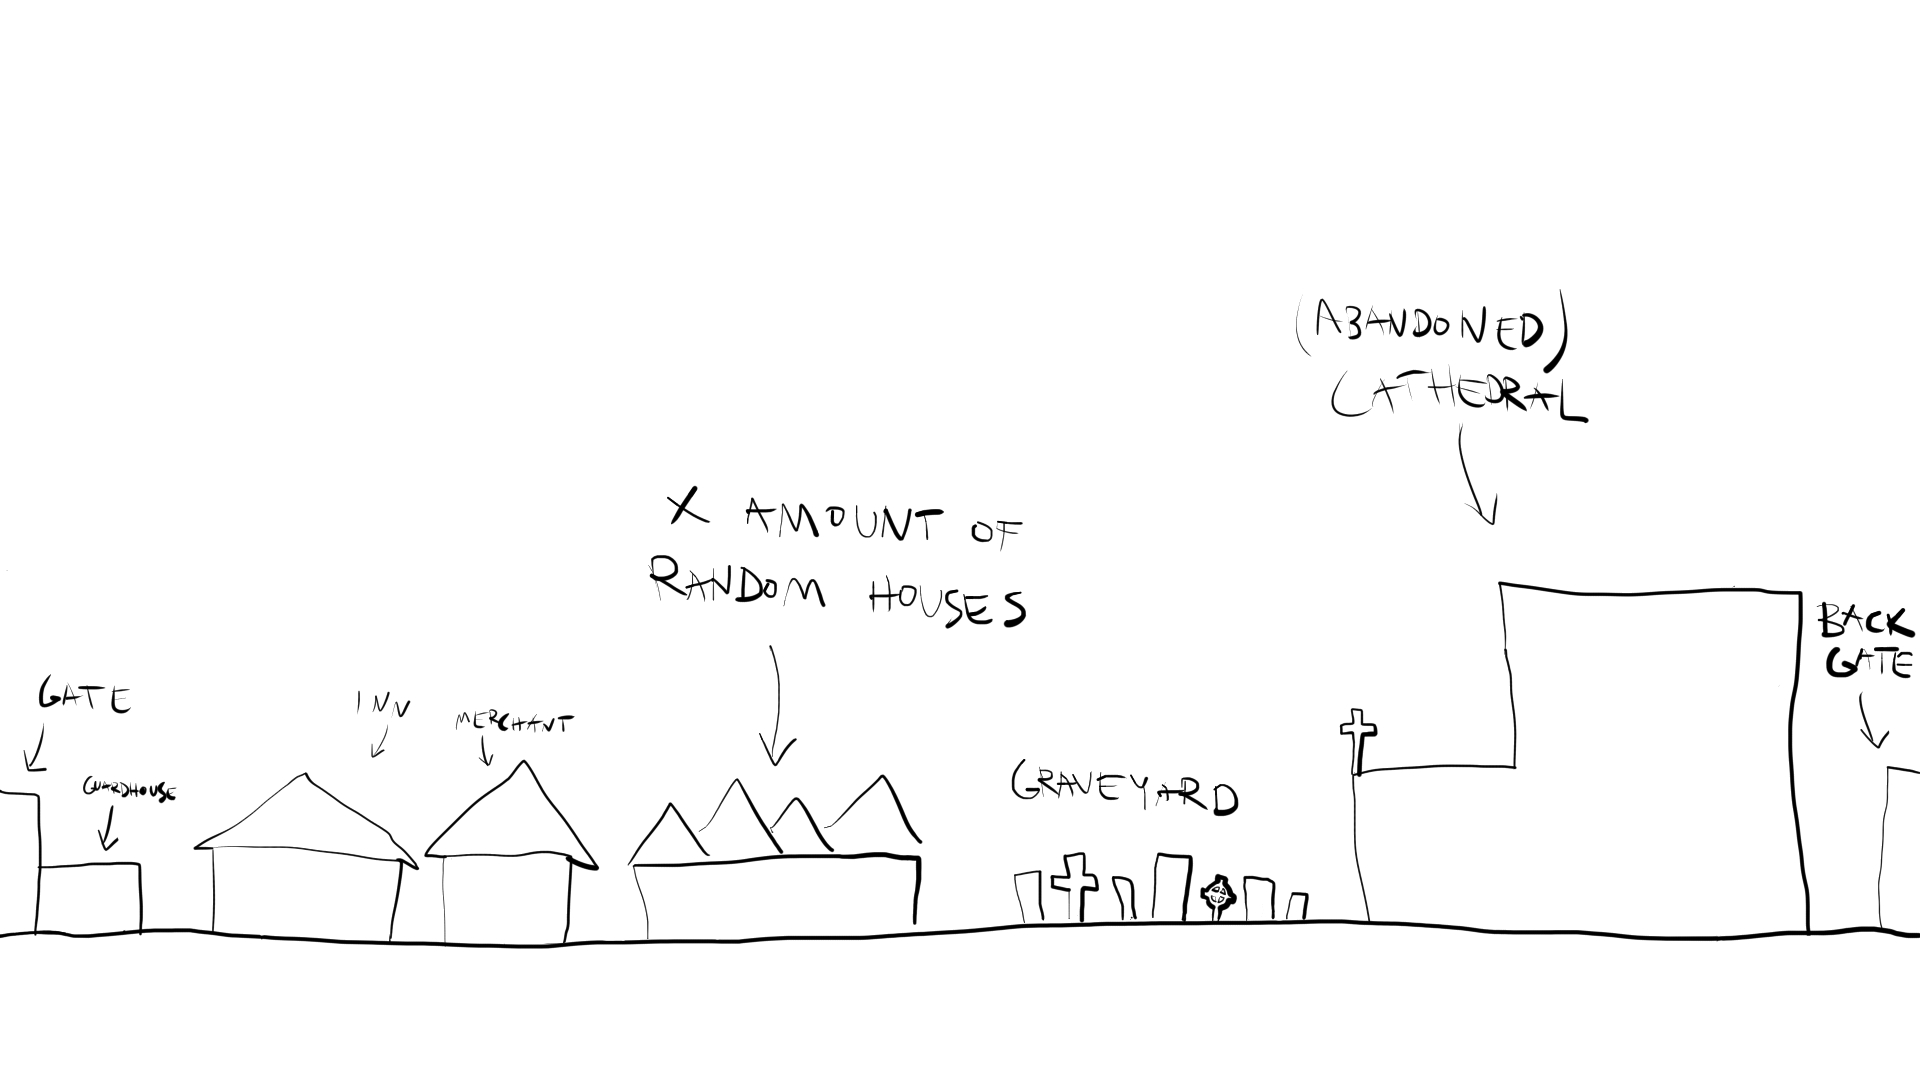 (ABANDONED)
CATHEDRAL
X AMOUNT OF
RANDOM HOUSES
BACK
GATE
GATE
INN
MERCHANT
GUARDHOUSE
GRAVEYARD